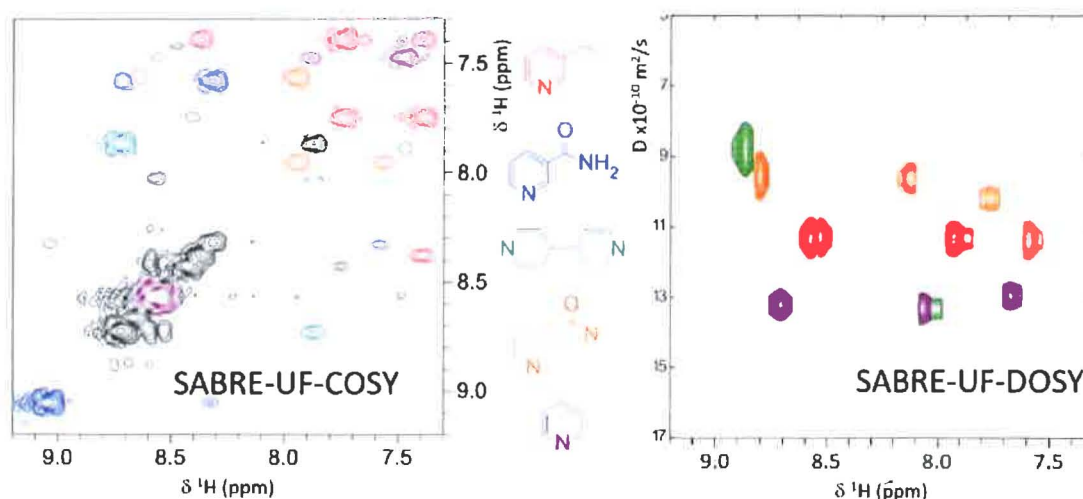 7.5
8.0
8.5
9.0
δ ¹H (ppm)
SABRE-UF-COSY
9.0 8.5 8.0 7.5
δ ¹H (ppm)
N
O
NH₂
N
N N
O
N
N
N
D x10⁻¹⁰ m²/s
7
9
11
13
15
17
SABRE-UF-DOSY
9.0 8.5 8.0 7.5
δ ¹H (ppm)